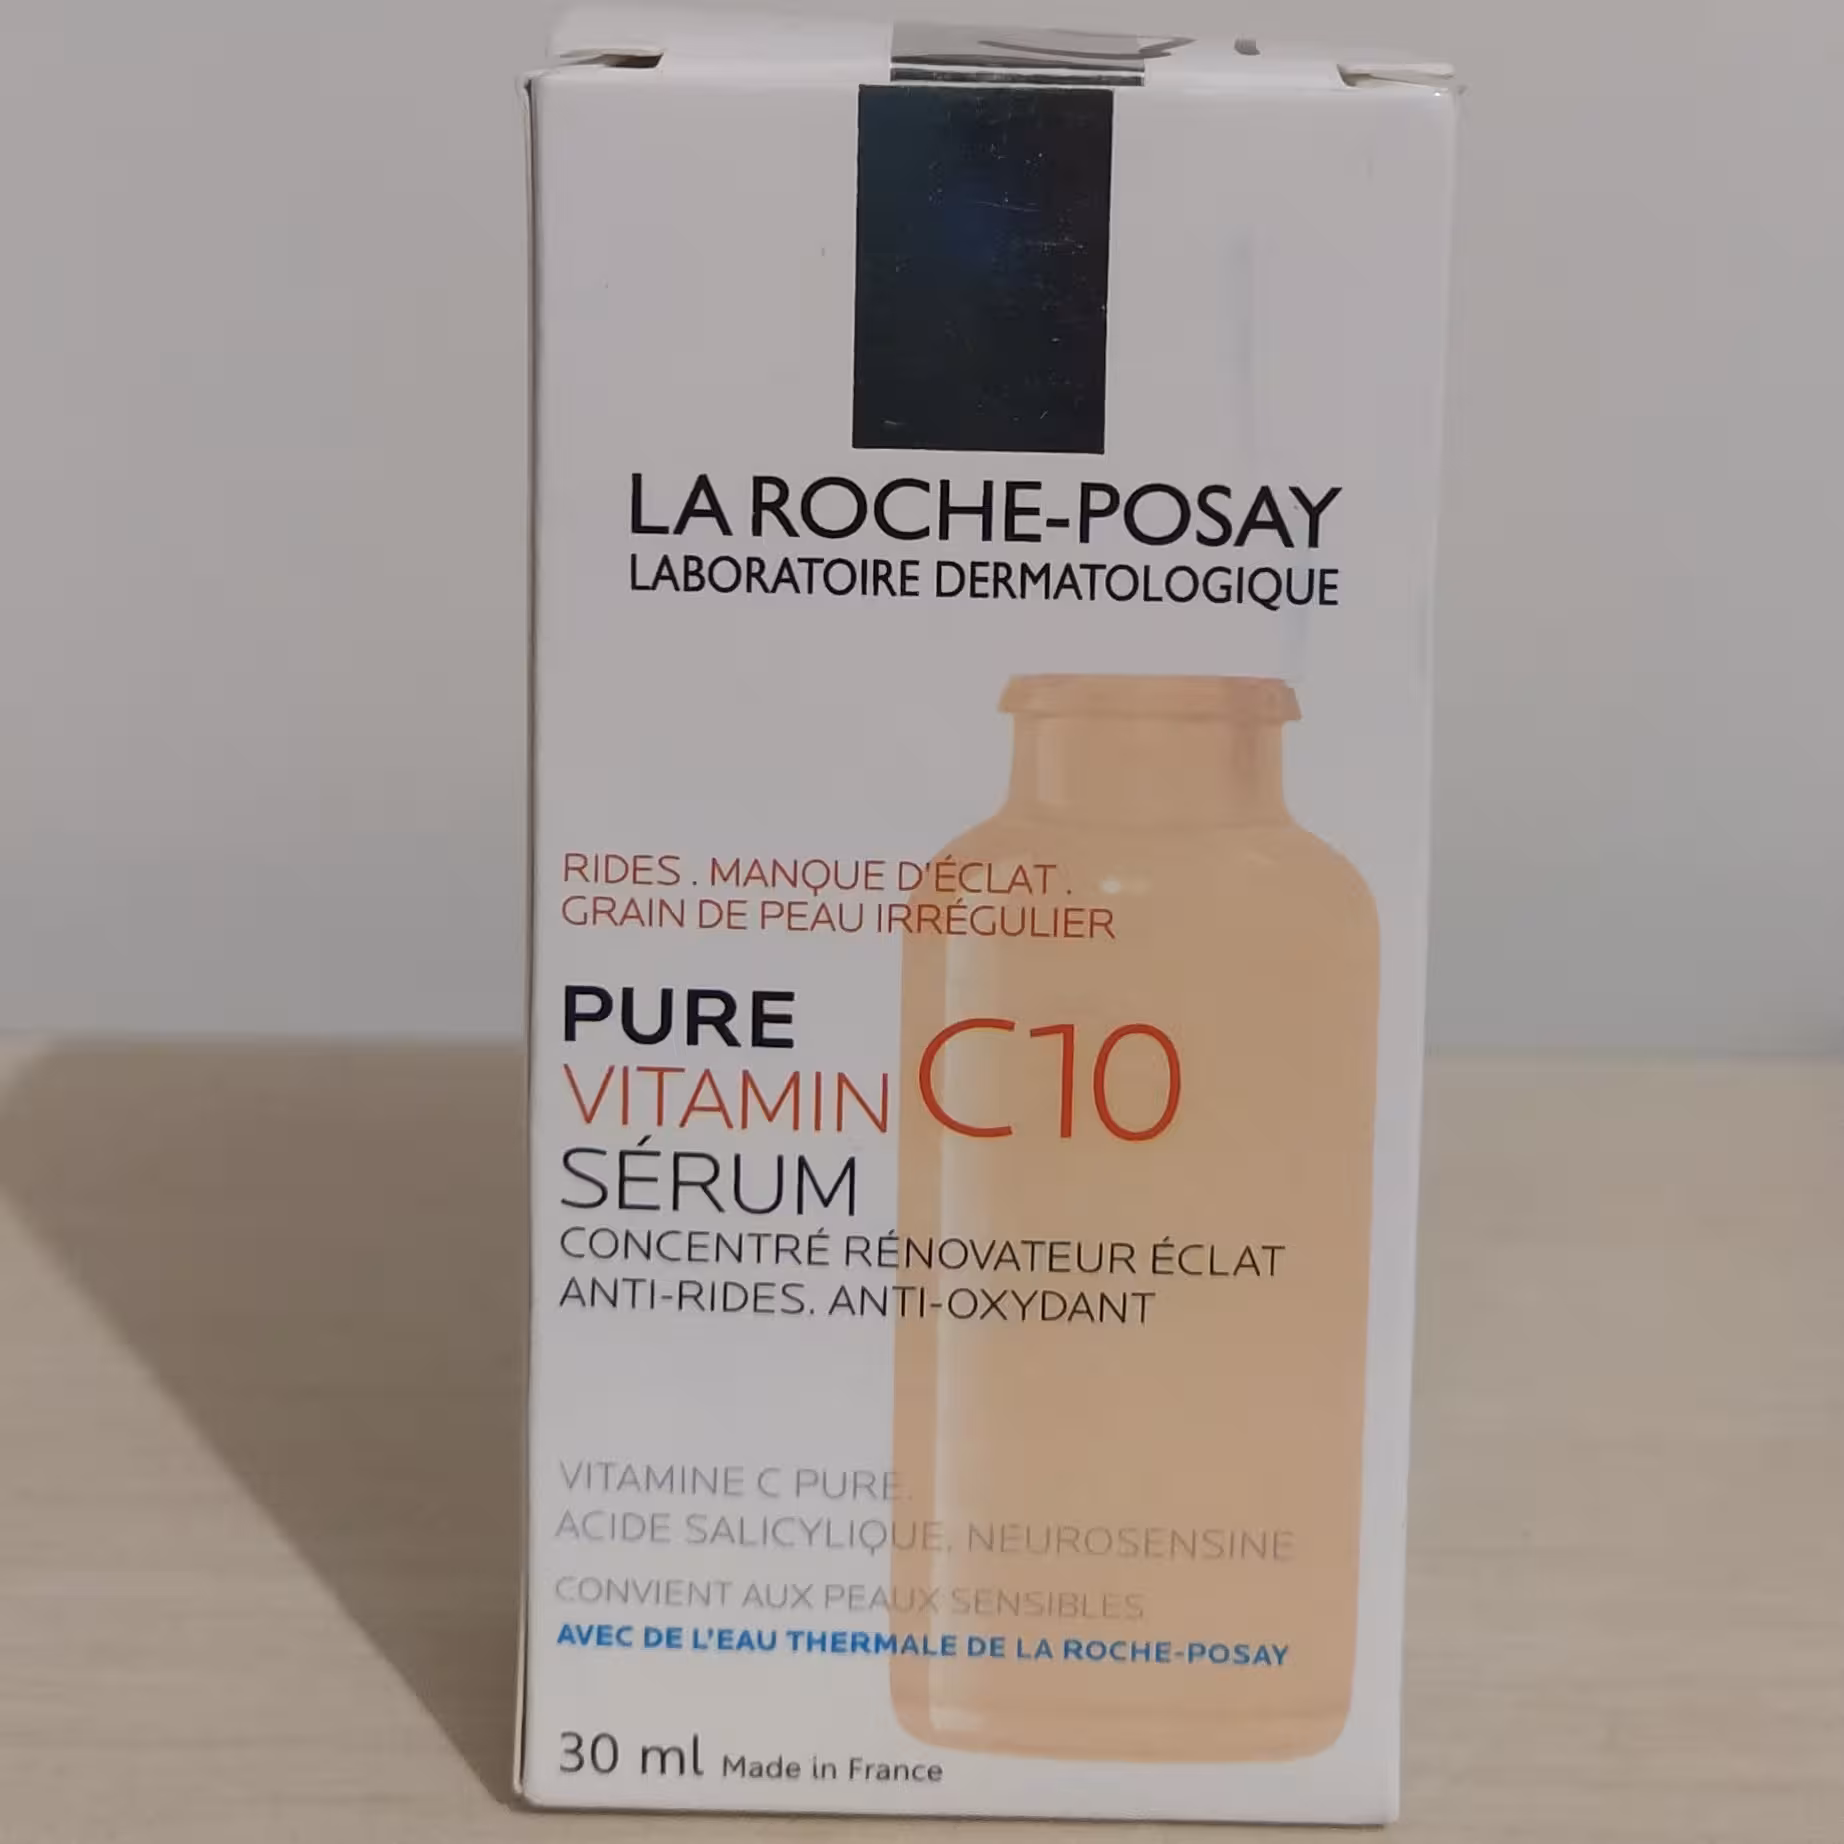 LA ROCHE-POSAY
LABORATOIRE DERMATOLOGIQUE
RIDES. MANQUE D'ÉCLAT.
GRAIN DE PEAU IRRÉGULIER
PURE
VITAMIN C10
SÉRUM
CONCENTRÉ RÉNOVATEUR ÉCLAT
ANTI-RIDES. ANTI-OXYDANT
VITAMINE C PURE.
ACIDE SALICYLIQUE, NEUROSENSINE
CONVIENT AUX PEAUX SENSIBLES
AVEC DE L'EAU THERMALE DE LA ROCHE-POSAY
30 ml Made in France